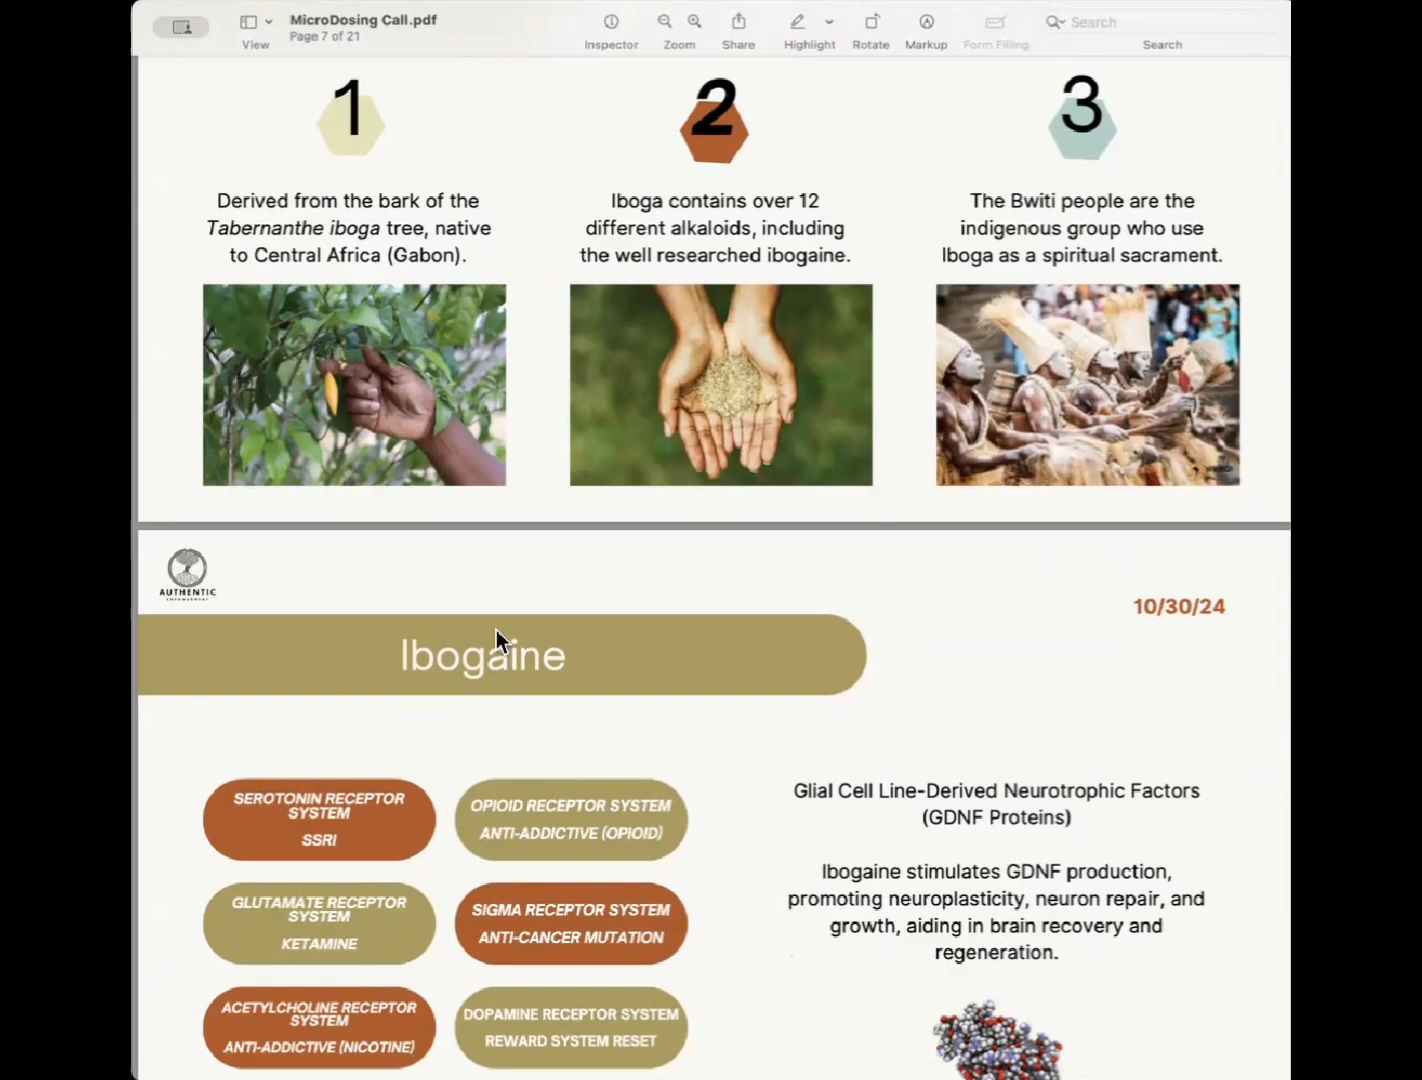 MicroDosing Call.pdf
Page 7 of 21
View
Inspector
Zoom
Share
Highlight
Rotate
Markup
Form Filling
Search
Search
1
Derived from the bark of the
Tabernanthe iboga tree, native
to Central Africa (Gabon).
2
Iboga contains over 12
different alkaloids, including
the well researched ibogaine.
3
The Bwiti people are the
indigenous group who use
Iboga as a spiritual sacrament.
AUTHENTIC
10/30/24
Ibogaine
SEROTONIN RECEPTOR
SYSTEM
SSRI
OPIOID RECEPTOR SYSTEM
ANTI-ADDICTIVE (OPIOID)
GLUTAMATE RECEPTOR
SYSTEM
KETAMINE
SIGMA RECEPTOR SYSTEM
ANTI-CANCER MUTATION
ACETYLCHOLINE RECEPTOR
SYSTEM
ANTI-ADDICTIVE (NICOTINE)
DOPAMINE RECEPTOR SYSTEM
REWARD SYSTEM RESET
Glial Cell Line-Derived Neurotrophic Factors
(GDNF Proteins)
Ibogaine stimulates GDNF production,
promoting neuroplasticity, neuron repair, and
growth, aiding in brain recovery and
regeneration.